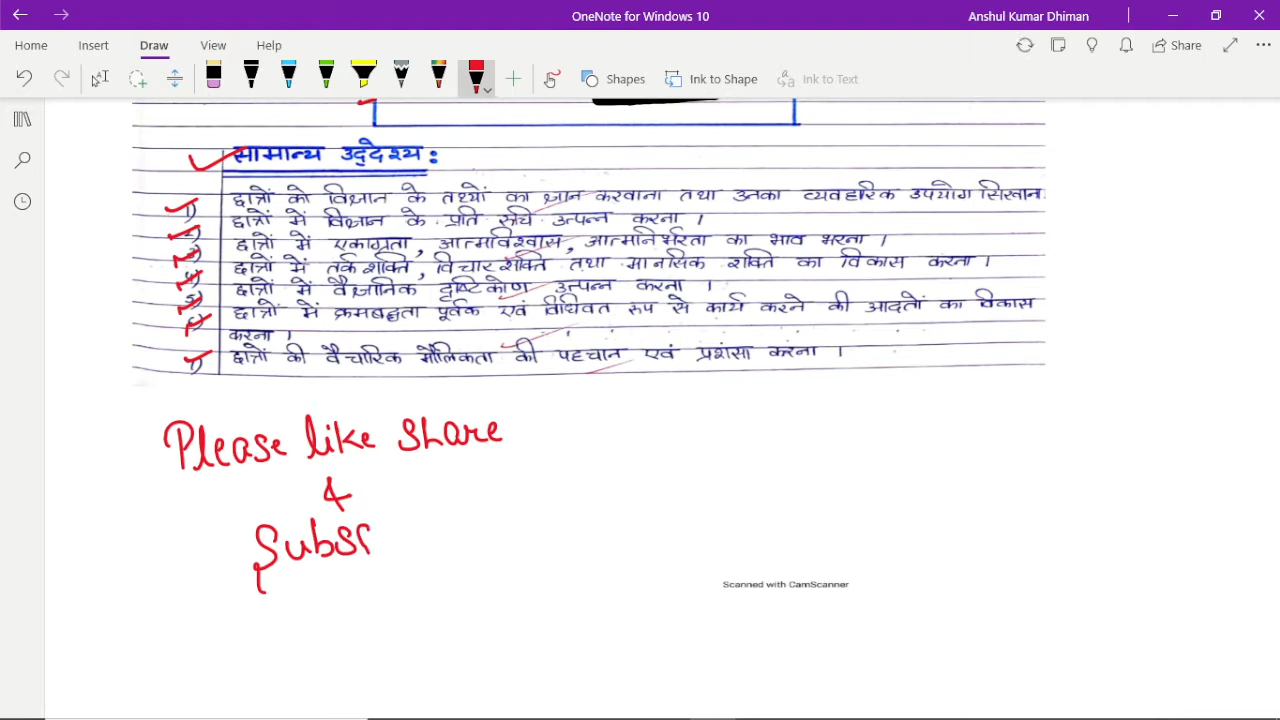 OneNote for Windows 10
Anshul Kumar Dhiman
Home Insert Draw View Help
Share
Shapes Ink to Shape Ink to Text
सामान्य उद्देश्य:
1) छात्रों को विज्ञान के तथ्यों का ज्ञान करवाना तथा उनका व्यवहारिक उपयोग सिखान
2) छात्रों में विज्ञान के प्रति रूचि उत्पन्न करना ।
3) छात्रों में एकाग्रता, आत्मविश्वास, आत्मनिर्भरता का भाव भरना ।
4) छात्रों में तर्क शक्ति, विचार शक्ति तथा मानसिक शक्ति का विकास करना ।
5) छात्रों में वैज्ञानिक दृष्टिकोण उत्पन्न करना ।
6) छात्रों में क्रमबद्धता पूर्वक एवं विधिवत रूप से कार्य करने की आदतों का विकास
करना ।
7) छात्रों की वैचारिक मौलिकता की पहचान एवं प्रशंसा करना ।
Please like share
&
Subsr
Scanned with CamScanner